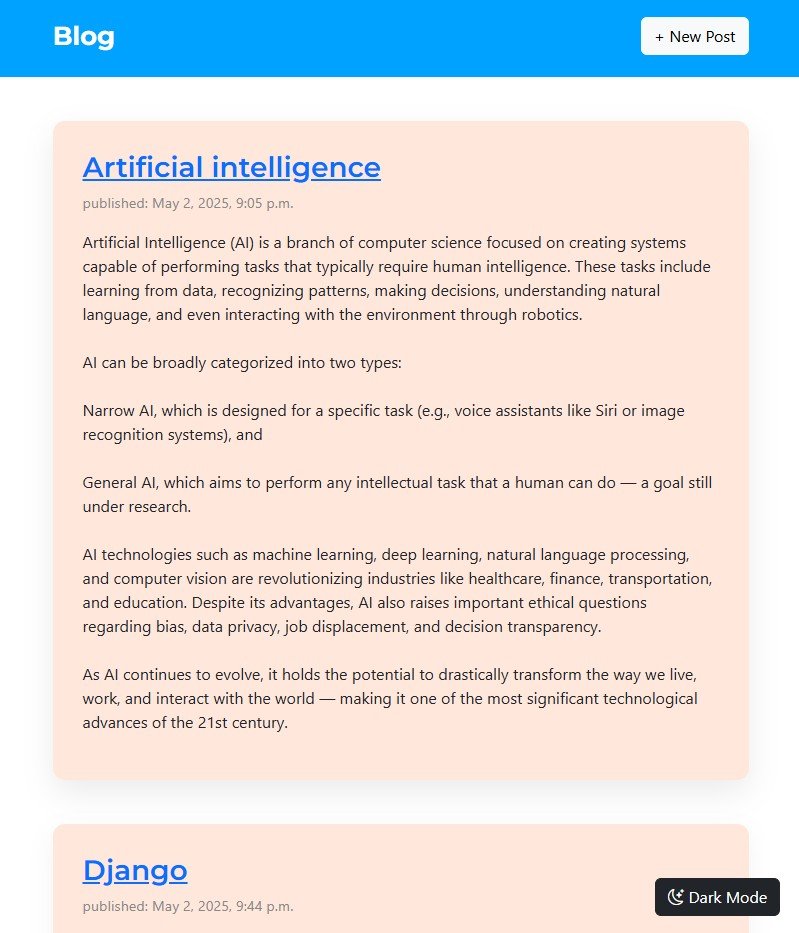 Blog
+ New Post
Artificial intelligence
published: May 2, 2025, 9:05 p.m.
Artificial Intelligence (AI) is a branch of computer science focused on creating systems
capable of performing tasks that typically require human intelligence. These tasks include
learning from data, recognizing patterns, making decisions, understanding natural
language, and even interacting with the environment through robotics.
AI can be broadly categorized into two types:
Narrow AI, which is designed for a specific task (e.g., voice assistants like Siri or image
recognition systems), and
General AI, which aims to perform any intellectual task that a human can do — a goal still
under research.
AI technologies such as machine learning, deep learning, natural language processing,
and computer vision are revolutionizing industries like healthcare, finance, transportation,
and education. Despite its advantages, AI also raises important ethical questions
regarding bias, data privacy, job displacement, and decision transparency.
As AI continues to evolve, it holds the potential to drastically transform the way we live,
work, and interact with the world — making it one of the most significant technological
advances of the 21st century.
Django
published: May 2, 2025, 9:44 p.m.
Dark Mode